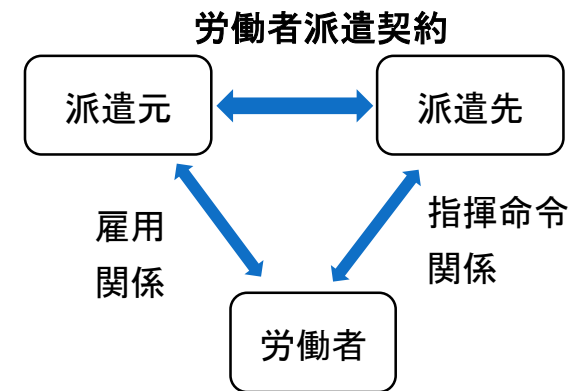 労働者派遣契約
派遣元
派遣先
雇用
関係
指揮命令
関係
労働者